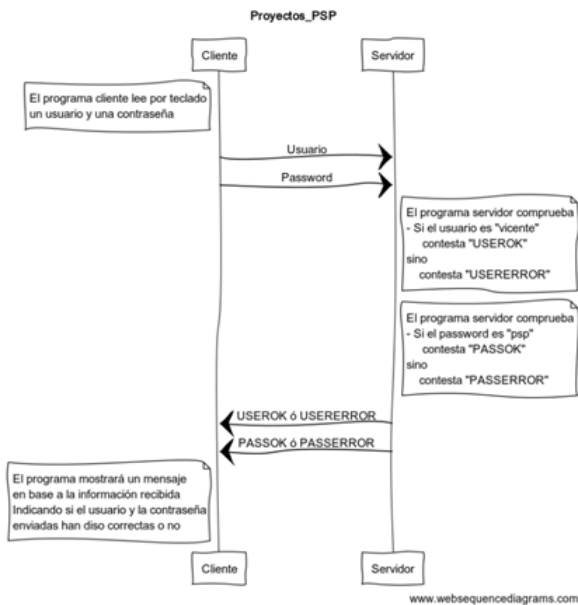 Proyectos_PSP
Cliente
Servidor
El programa cliente lee por teclado
un usuario y una contraseña
Usuario
Password
El programa servidor comprueba
- Si el usuario es "vicente"
contesta "USEROK"
sino
contesta "USERERROR"
El programa servidor comprueba
- Si el password es "psp"
contesta "PASSOK"
sino
contesta "PASSERROR"
USEROK ó USERERROR
PASSOK ó PASSERROR
El programa mostrará un mensaje
en base a la información recibida
Indicando si el usuario y la contraseña
enviadas han diso correctas o no
Cliente
Servidor
www.websequencediagrams.com